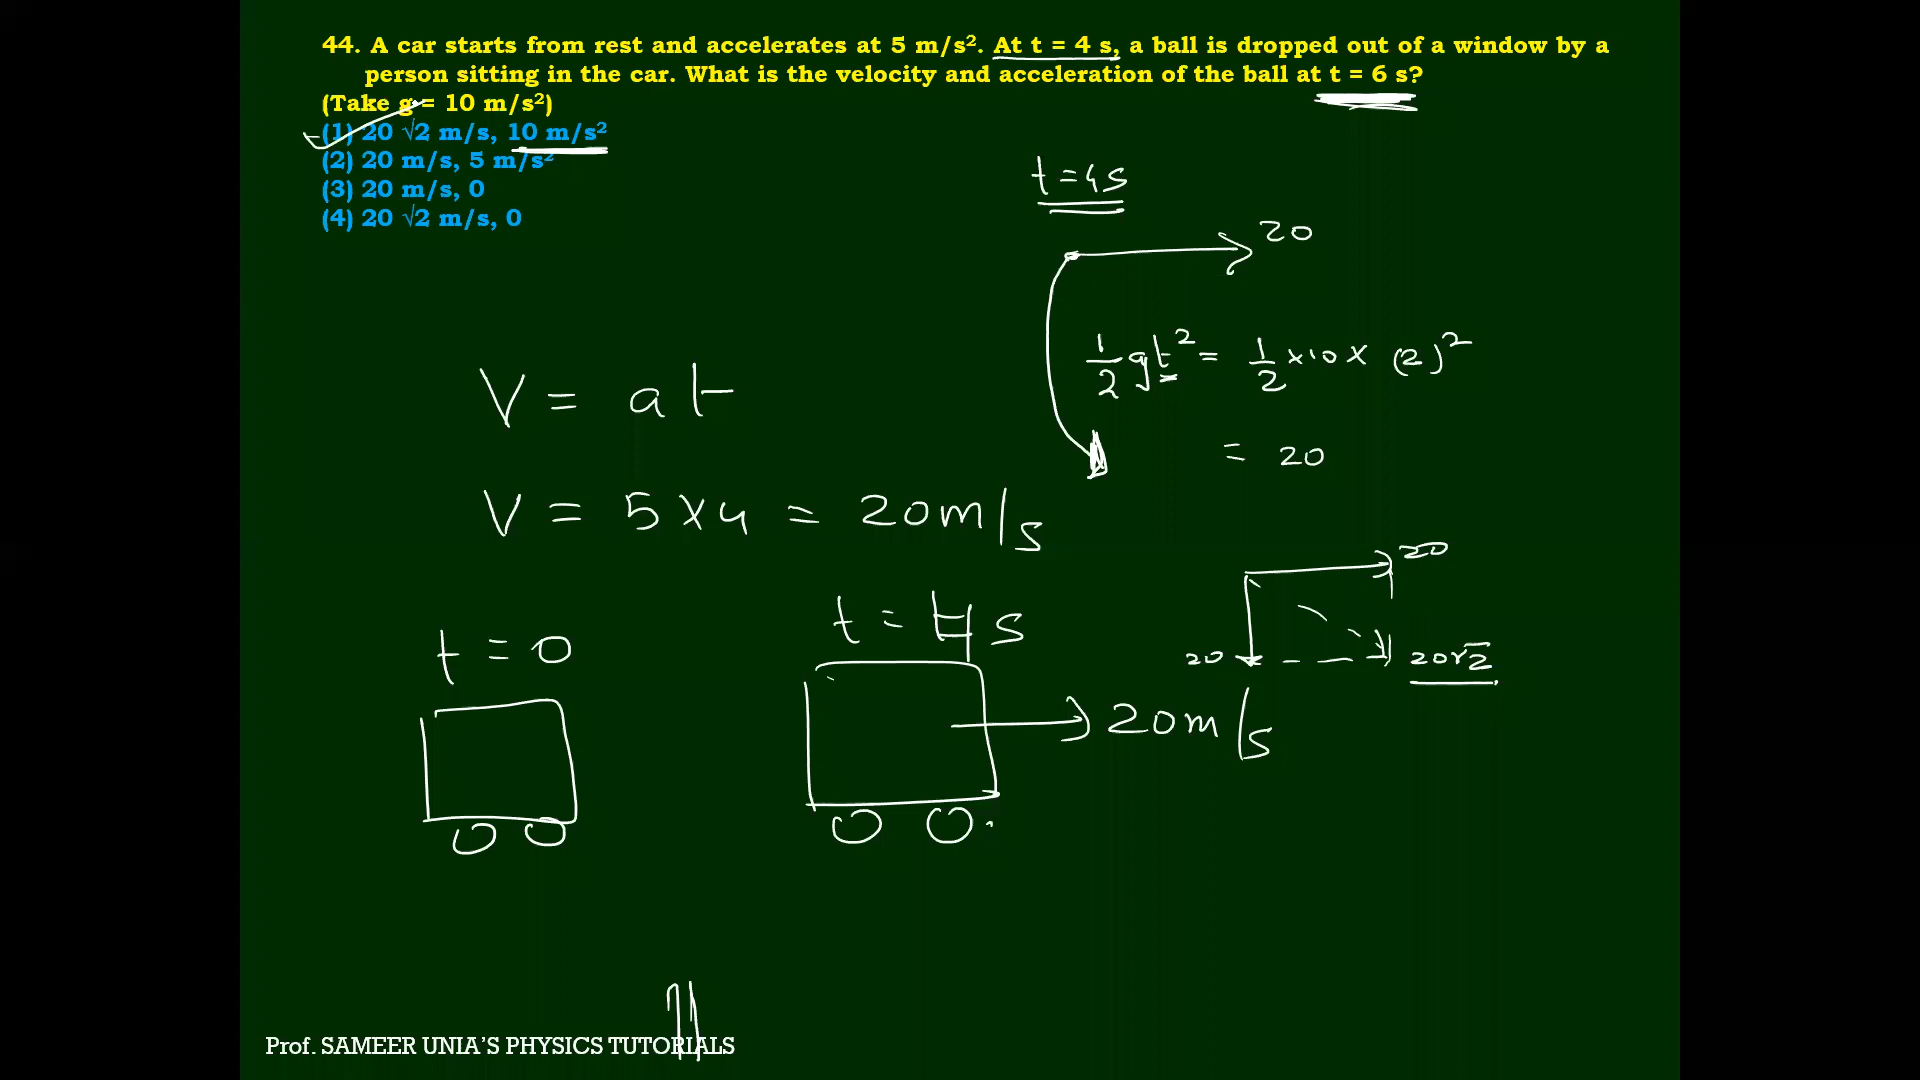 44. A car starts from rest and accelerates at 5 m/s². At t = 4 s, a ball is dropped out of a window by a
person sitting in the car. What is the velocity and acceleration of the ball at t = 6 s?
(Take g = 10 m/s²)
(1) 20 √2 m/s, 10 m/s²
(2) 20 m/s, 5 m/s²
(3) 20 m/s, 0
(4) 20 √2 m/s, 0
t = 4s
20
1/2 gt² = 1/2 × 10 × (2)²
= 20
V = at
V = 5 × 4 = 20 m/s
20
20
20√2
t = 0
t = 4 s
20 m/s
Prof. SAMEER UNIA'S PHYSICS TUTORIALS